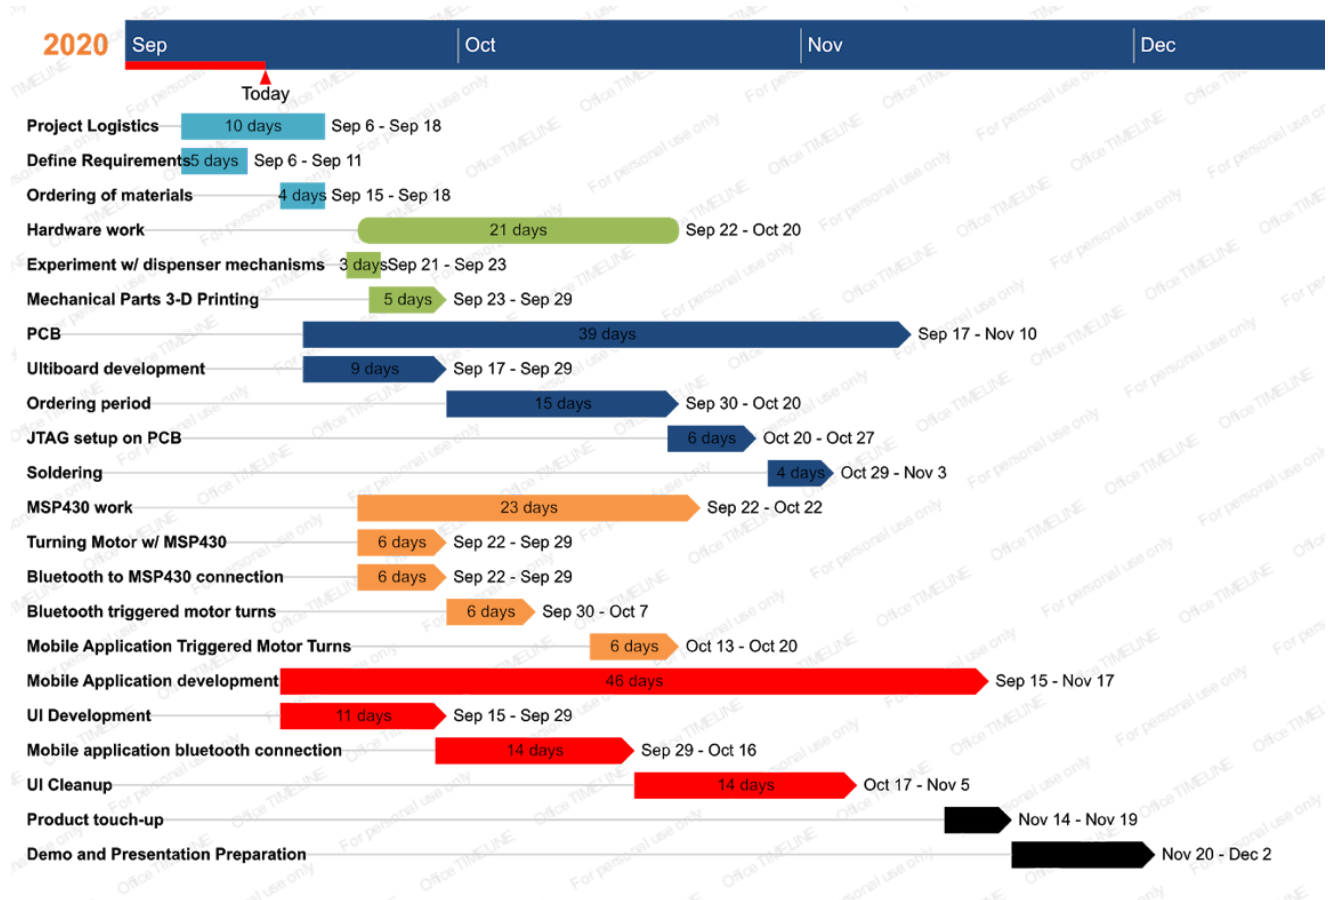 2020 Sep Oct Nov Dec
Today
Project Logistics 10 days Sep 6 - Sep 18
Define Requirements 5 days Sep 6 - Sep 11
Ordering of materials 4 days Sep 15 - Sep 18
Hardware work 21 days Sep 22 - Oct 20
Experiment w/ dispenser mechanisms 3 days Sep 21 - Sep 23
Mechanical Parts 3-D Printing 5 days Sep 23 - Sep 29
PCB 39 days Sep 17 - Nov 10
Ultiboard development 9 days Sep 17 - Sep 29
Ordering period 15 days Sep 30 - Oct 20
JTAG setup on PCB 6 days Oct 20 - Oct 27
Soldering 4 days Oct 29 - Nov 3
MSP430 work 23 days Sep 22 - Oct 22
Turning Motor w/ MSP430 6 days Sep 22 - Sep 29
Bluetooth to MSP430 connection 6 days Sep 22 - Sep 29
Bluetooth triggered motor turns 6 days Sep 30 - Oct 7
Mobile Application Triggered Motor Turns 6 days Oct 13 - Oct 20
Mobile Application development 46 days Sep 15 - Nov 17
UI Development 11 days Sep 15 - Sep 29
Mobile application bluetooth connection 14 days Sep 29 - Oct 16
UI Cleanup 14 days Oct 17 - Nov 5
Product touch-up Nov 14 - Nov 19
Demo and Presentation Preparation Nov 20 - Dec 2
For personal use only
Office TIMELINE